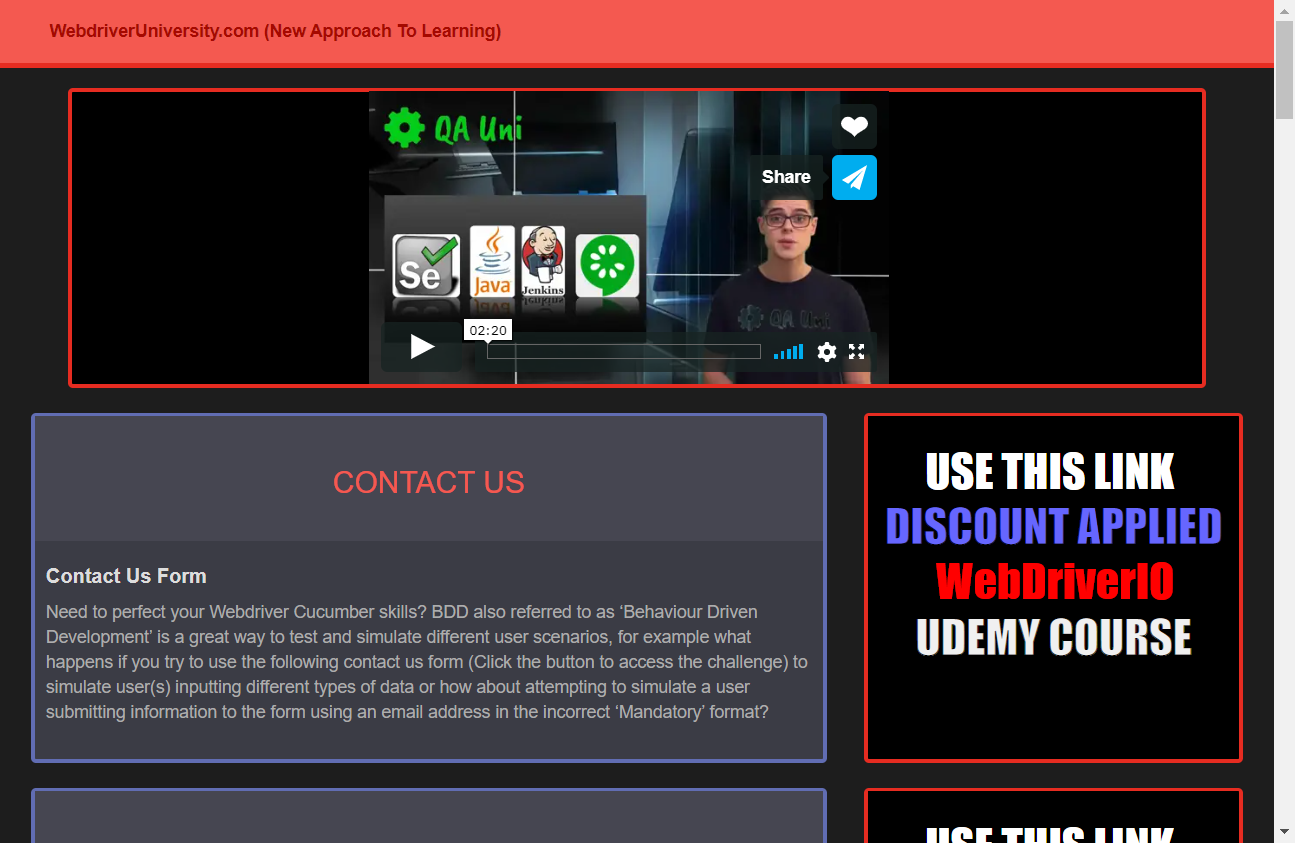 WebdriverUniversity.com (New Approach To Learning)
QA Uni
Share
Se
Java
Jenkins
QA Uni
02:20
CONTACT US
Contact Us Form
Need to perfect your Webdriver Cucumber skills? BDD also referred to as ‘Behaviour Driven
Development’ is a great way to test and simulate different user scenarios, for example what
happens if you try to use the following contact us form (Click the button to access the challenge) to
simulate user(s) inputting different types of data or how about attempting to simulate a user
submitting information to the form using an email address in the incorrect ‘Mandatory’ format?
USE THIS LINK
DISCOUNT APPLIED
WebDriverIO
UDEMY COURSE
USE THIS LINK